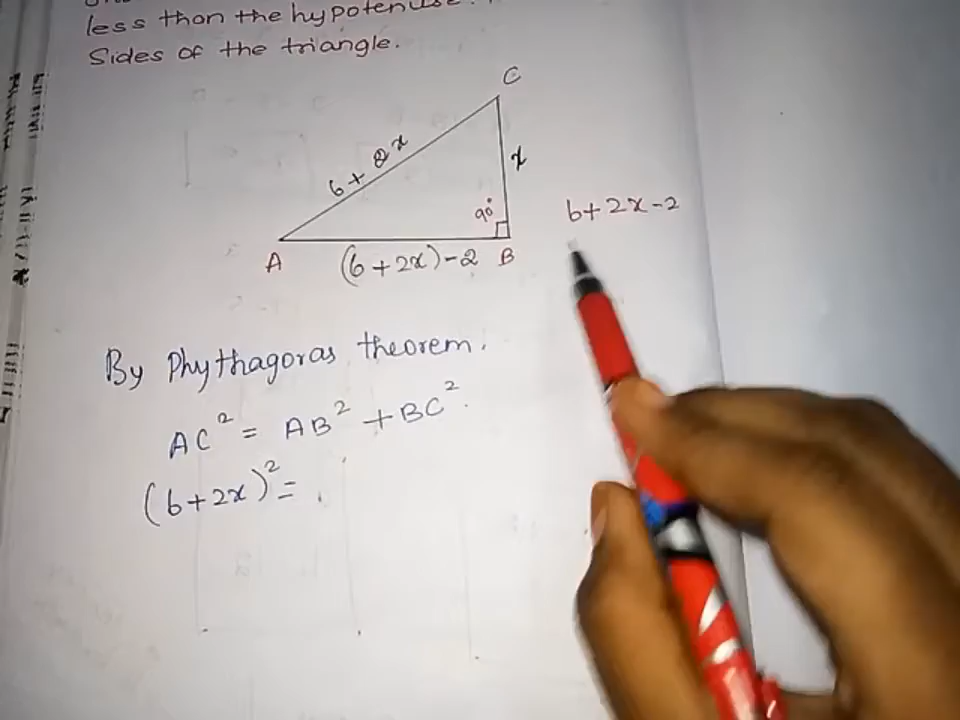 less than the hypotenuse.
Sides of the triangle.
C
6 + 2x
x
90°
6+2x-2
A
(6+2x)-2
B
By Phythagoras theorem.
AC² = AB² + BC².
(6+2x)² =